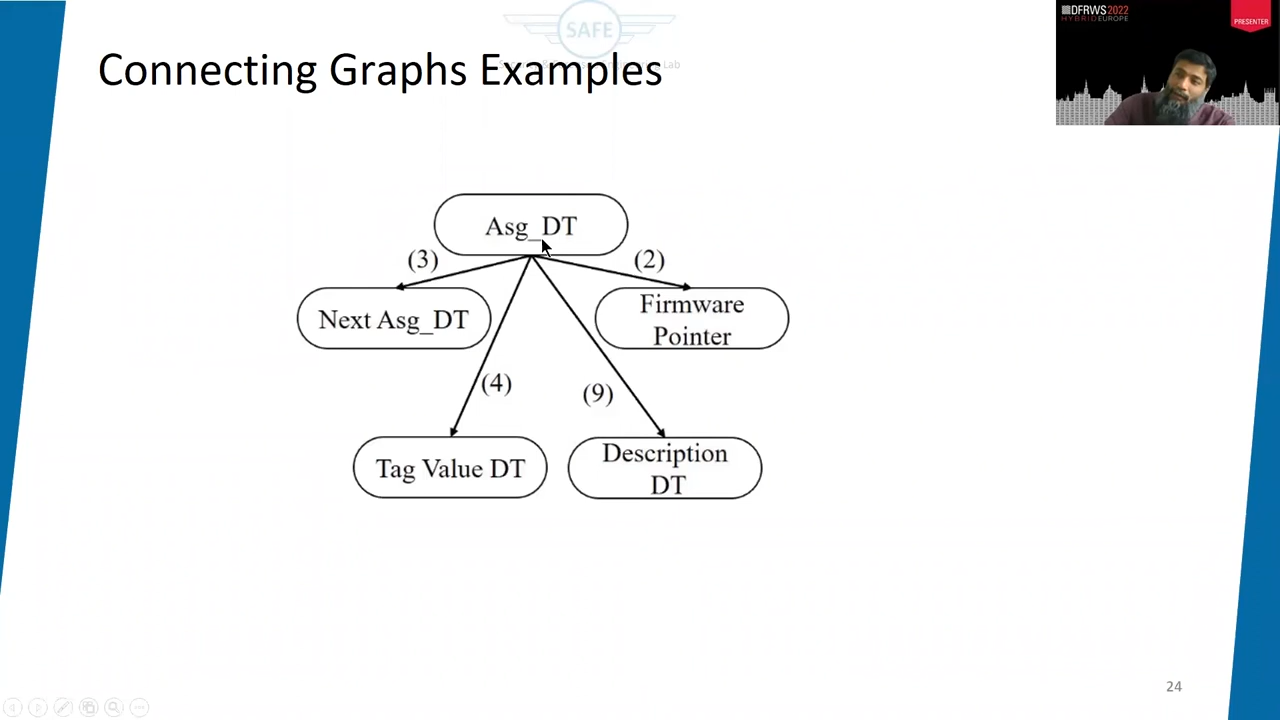 #DFRWS 2022
HYBRID EUROPE
PRESENTER
SAFE
Lab
Connecting Graphs Examples
Asg_DT
(3)
(2)
Next Asg_DT
Firmware
Pointer
(4)
(9)
Tag Value DT
Description
DT
24